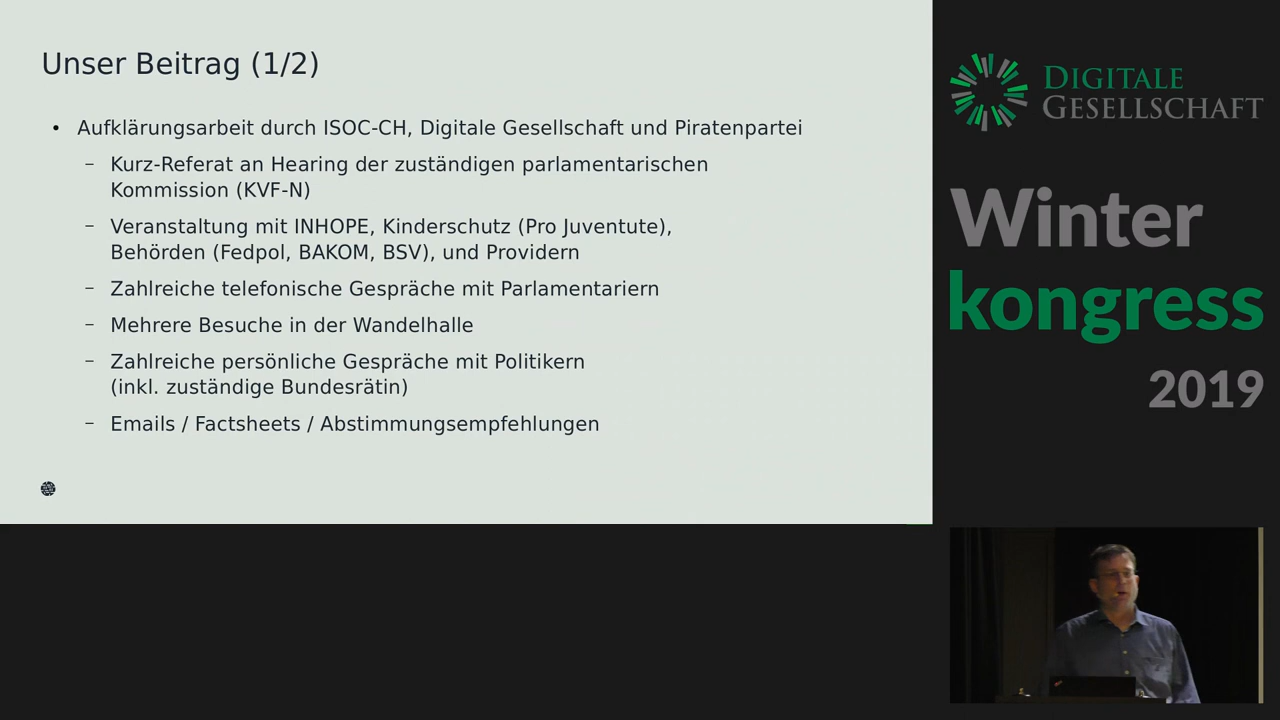 Unser Beitrag (1/2)
• Aufklärungsarbeit durch ISOC-CH, Digitale Gesellschaft und Piratenpartei
– Kurz-Referat an Hearing der zuständigen parlamentarischen
Kommission (KVF-N)
– Veranstaltung mit INHOPE, Kinderschutz (Pro Juventute),
Behörden (Fedpol, BAKOM, BSV), und Providern
– Zahlreiche telefonische Gespräche mit Parlamentariern
– Mehrere Besuche in der Wandelhalle
– Zahlreiche persönliche Gespräche mit Politikern
(inkl. zuständige Bundesrätin)
– Emails / Factsheets / Abstimmungsempfehlungen
DIGITALE
GESELLSCHAFT
Winter
kongress
2019